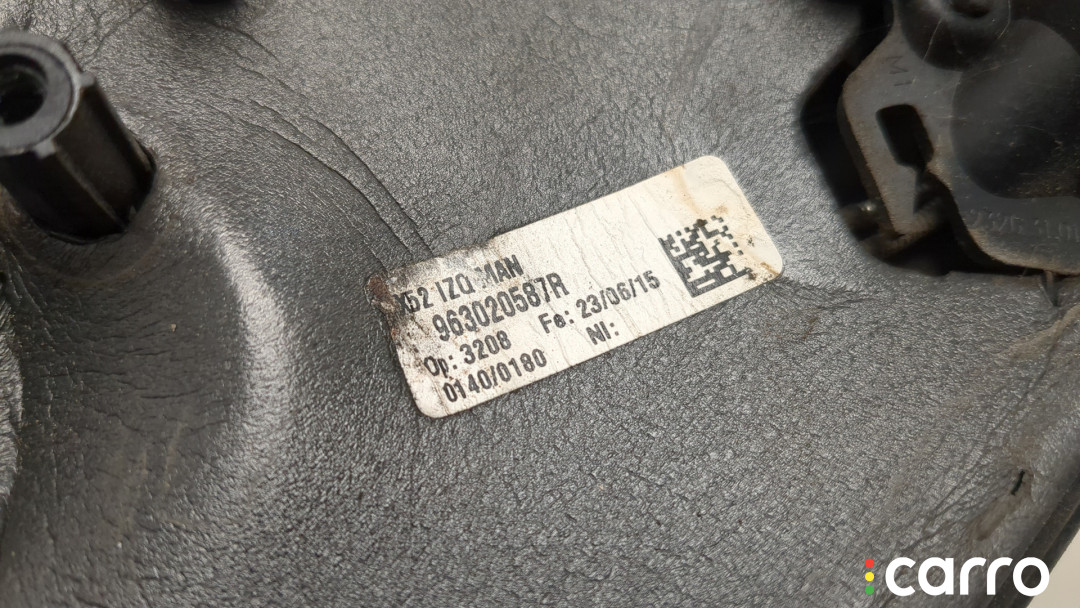 X52 IZQ MAN
963020587R
Op: 3208 Fe: 23/06/15
0140/0180 NI:
carro